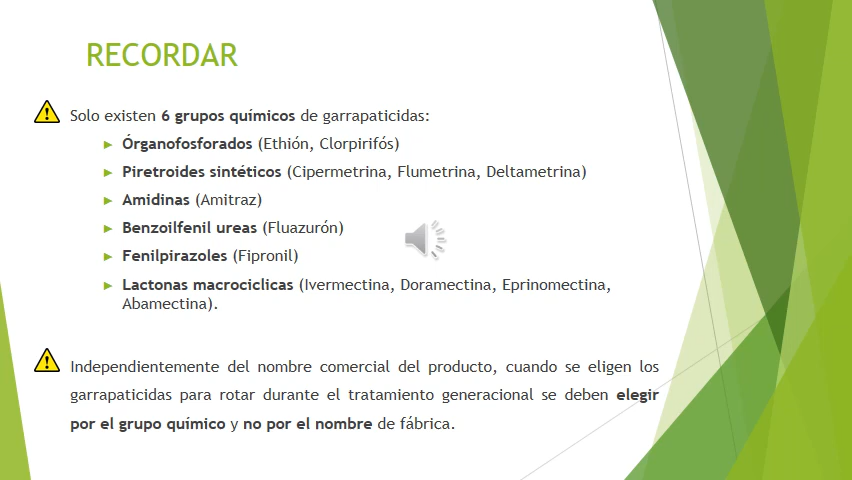 RECORDAR
Solo existen 6 grupos químicos de garrapaticidas:
Órganofosforados (Ethión, Clorpirifós)
Piretroides sintéticos (Cipermetrina, Flumetrina, Deltametrina)
Amidinas (Amitraz)
Benzoilfenil ureas (Fluazurón)
Fenilpirazoles (Fipronil)
Lactonas macrociclicas (Ivermectina, Doramectina, Eprinomectina,
Abamectina).
Independientemente del nombre comercial del producto, cuando se eligen los
garrapaticidas para rotar durante el tratamiento generacional se deben elegir
por el grupo químico y no por el nombre de fábrica.